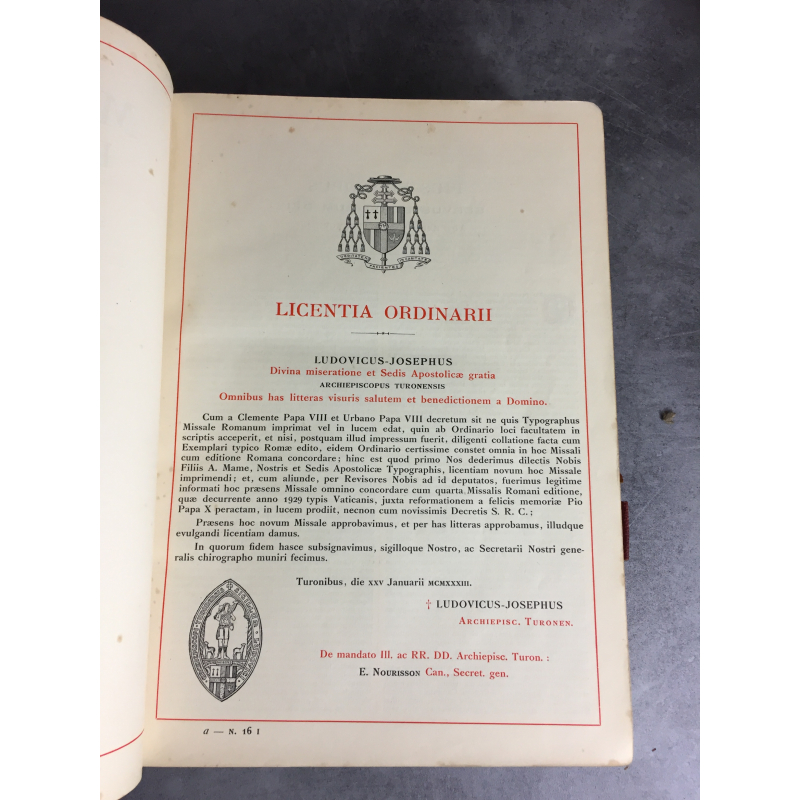 LICENTIA ORDINARII
LUDOVICUS-JOSEPHUS
Divina miseratione et Sedis Apostolicæ gratia
ARCHIEPISCOPUS TURONENSIS
Omnibus has litteras visuris salutem et benedictionem a Domino.
Cum a Clemente Papa VIII et Urbano Papa VIII decretum sit ne quis Typographus
Missale Romanum imprimat vel in lucem edat, quin ab Ordinario loci facultatem in
scriptis acceperit, et nisi, postquam illud impressum fuerit, diligenti collatione facta cum
Exemplari typico Romæ edito, eidem Ordinario certissime constet omnia in hoc Missali
cum editione Romana concordare; hinc est quod primo Nos dederimus dilectis Nobis
Filiis A. Mame, Nostris et Sedis Apostolicæ Typographis, licentiam novum hoc Missale
imprimendi; et, cum aliunde, per Revisores Nobis ad id deputatos, fuerimus legitime
informati hoc præsens Missale omnino concordare cum quarta Missalis Romani editione,
quæ decurrente anno 1929 typis Vaticanis, juxta reformationem a felicis memoriæ Pio
Papa X peractam, in lucem prodiit, necnon cum novissimis Decretis S. R. C.;
Præsens hoc novum Missale approbavimus, et per has litteras approbamus, illudque
evulgandi licentiam damus.
In quorum fidem hasce subsignavimus, sigilloque Nostro, ac Secretarii Nostri gene-
ralis chirographo muniri fecimus.
Turonibus, die XXV Januarii MCMXXXIII.
† LUDOVICUS-JOSEPHUS
ARCHIEPISC. TURONEN.
De mandato Ill. ac RR. DD. Archiepisc. Turon. :
E. NOURISSON Can., Secret. gen.
a — N. 16 1